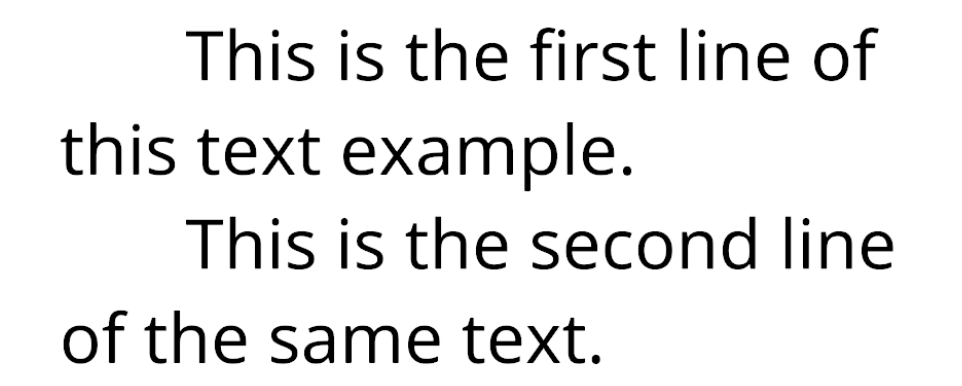 This is the first line of
this text example.
This is the second line
of the same text.